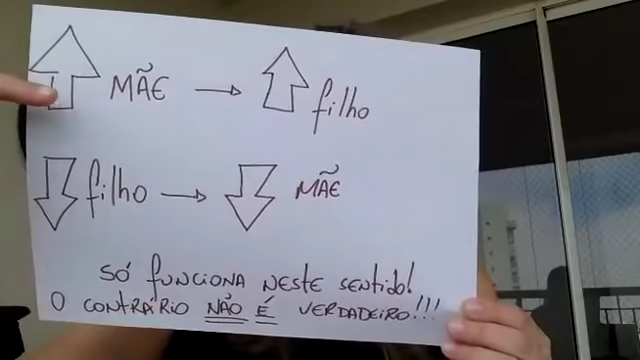 MÃE → filho
filho → MÃE
SÓ fUNCIONA NESTE SENTIDO!
O CONTRÁRIO NÃO É VERDADEIRO!!!